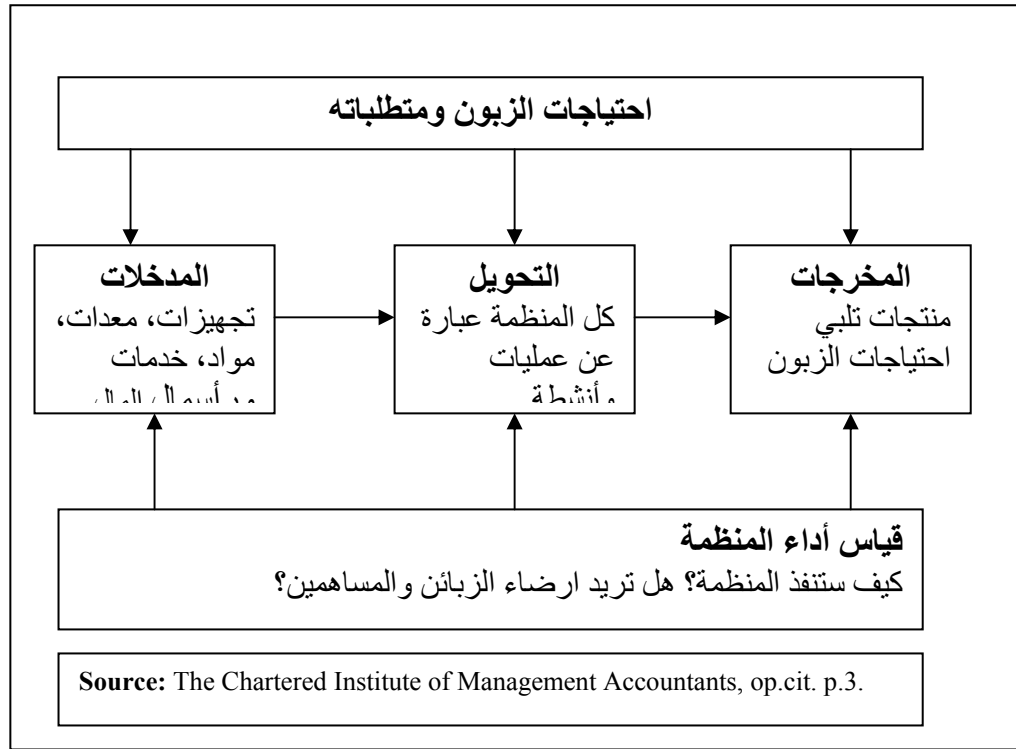 احتياجات الزبون ومتطلباته
المدخلات
تجهيزات، معدات،
مواد، خدمات
التحويل
كل المنظمة عبارة
عن عمليات
وأنشطة
المخرجات
منتجات تلبي
احتياجات الزبون
قياس أداء المنظمة
كيف ستنفذ المنظمة؟ هل تريد ارضاء الزبائن والمساهمين؟
Source: The Chartered Institute of Management Accountants, op.cit. p.3.